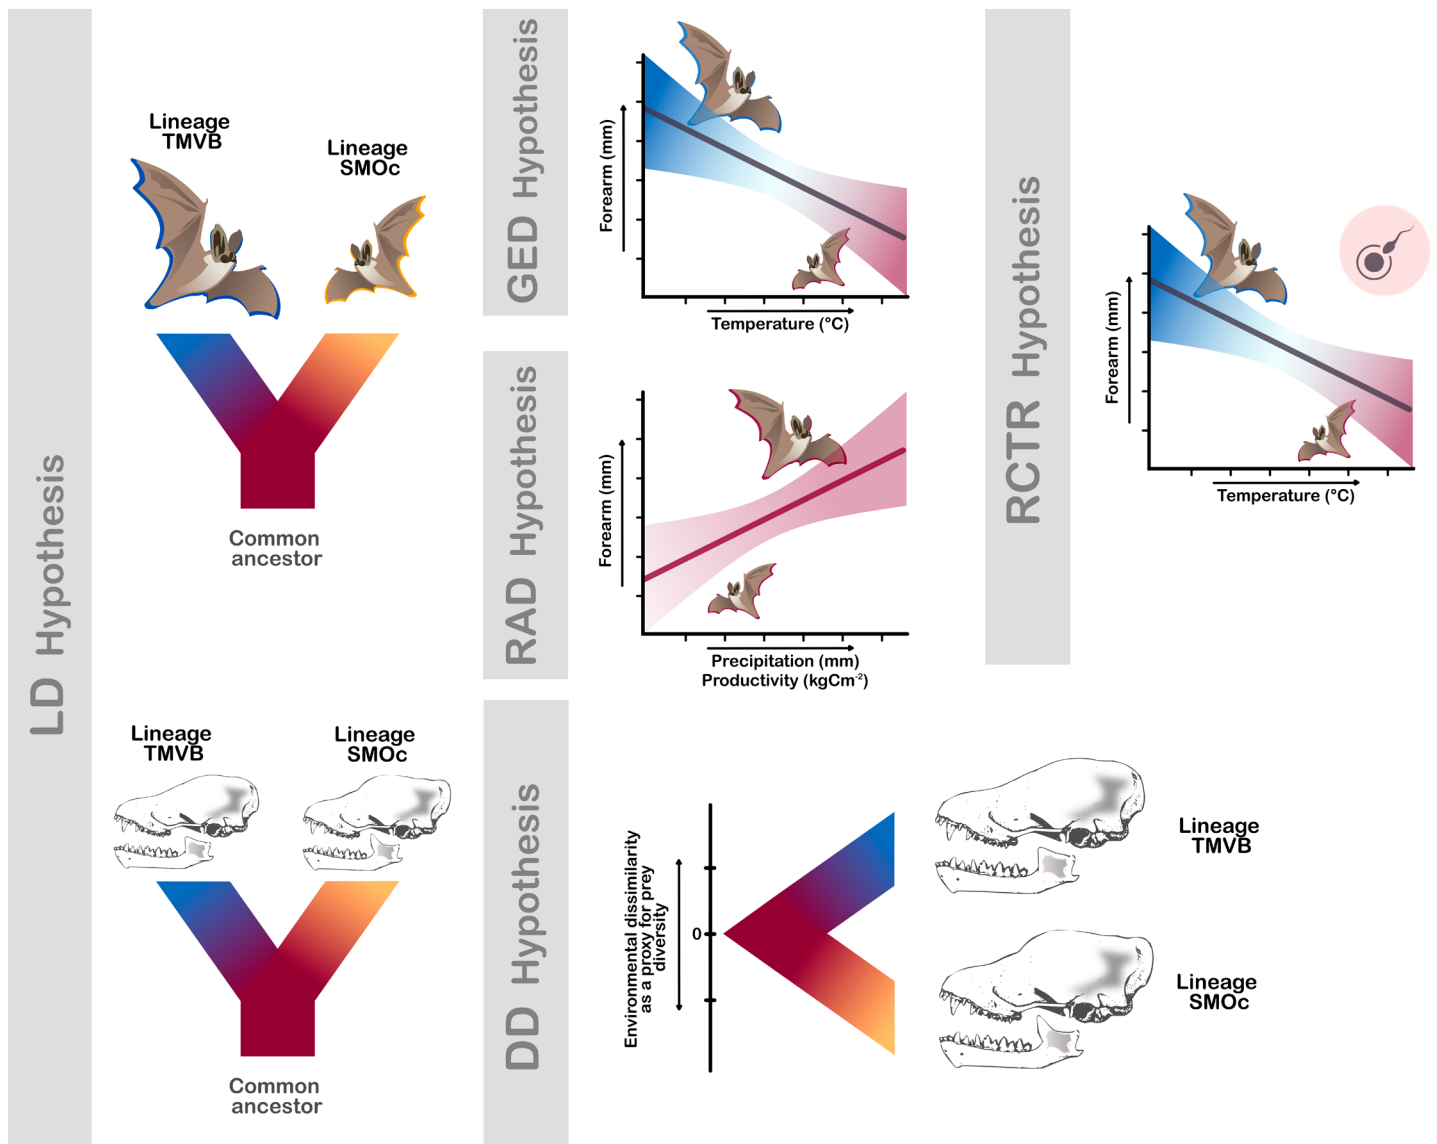 LD Hypothesis
Lineage
TMVB
Lineage
SMOc
Common
ancestor
Lineage
TMVB
Lineage
SMOc
Common
ancestor
GED Hypothesis
Forearm (mm)
Temperature (°C)
RAD Hypothesis
Forearm (mm)
Precipitation (mm)
Productivity (kgCm⁻²)
RCTR Hypothesis
Forearm (mm)
Temperature (°C)
DD Hypothesis
Environmental dissimilarity
as a proxy for prey
diversity
0
Lineage
TMVB
Lineage
SMOc